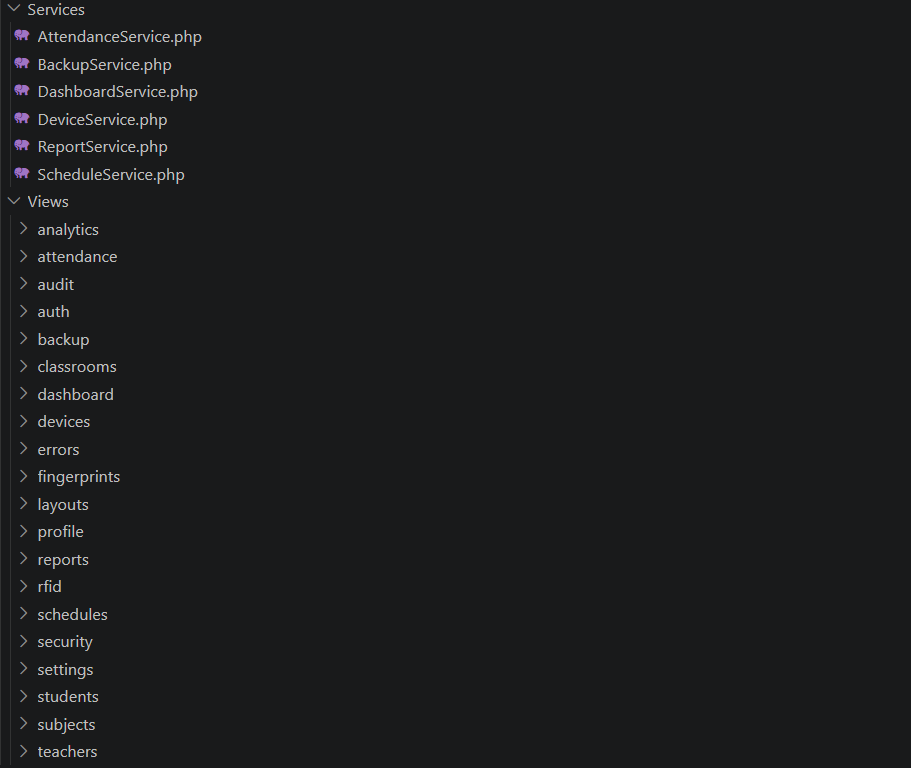 Services
AttendanceService.php
BackupService.php
DashboardService.php
DeviceService.php
ReportService.php
ScheduleService.php
Views
analytics
attendance
audit
auth
backup
classrooms
dashboard
devices
errors
fingerprints
layouts
profile
reports
rfid
schedules
security
settings
students
subjects
teachers